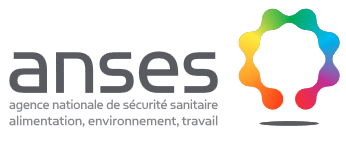 anses
agence nationale de sécurité sanitaire
alimentation, environnement, travail